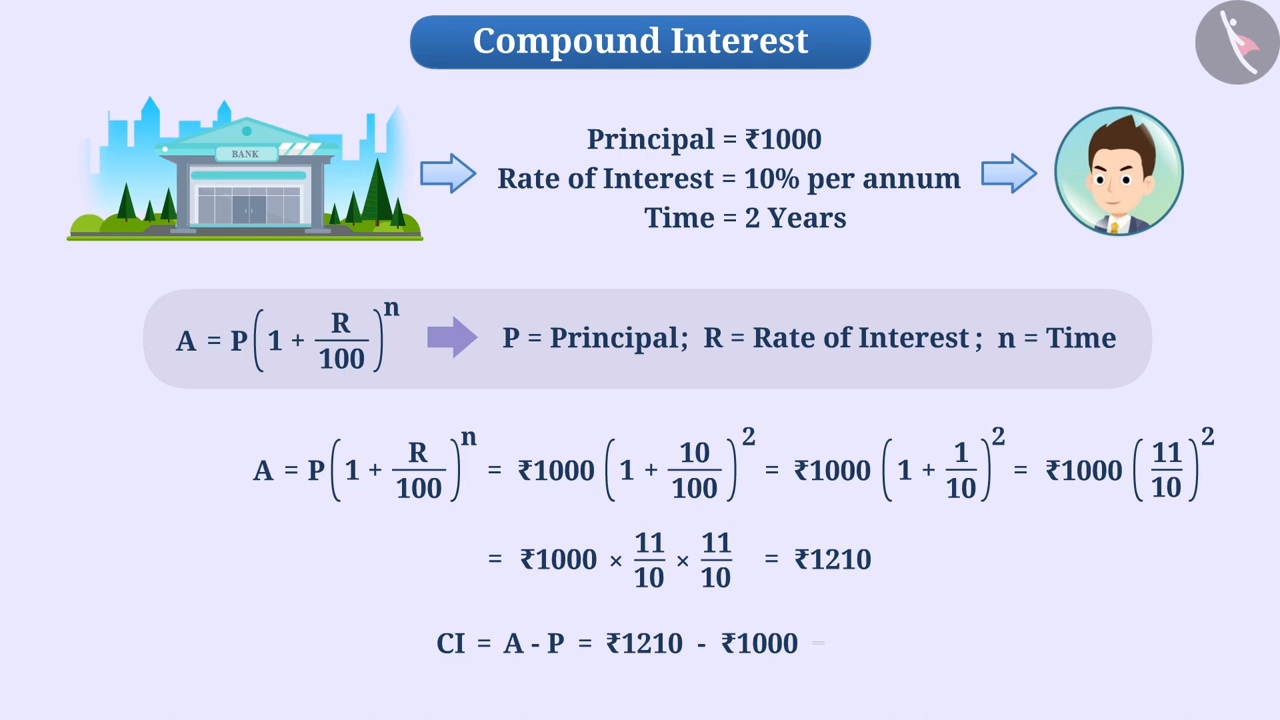 Compound Interest
BANK
Principal = ₹1000
Rate of Interest = 10% per annum
Time = 2 Years
A = P(1 + R/100)^n P = Principal; R = Rate of Interest ; n = Time
A = P(1 + R/100)^n = ₹1000 (1 + 10/100)^2 = ₹1000 (1 + 1/10)^2 = ₹1000 (11/10)^2
= ₹1000 × 11/10 × 11/10 = ₹1210
CI = A - P = ₹1210 - ₹1000 =